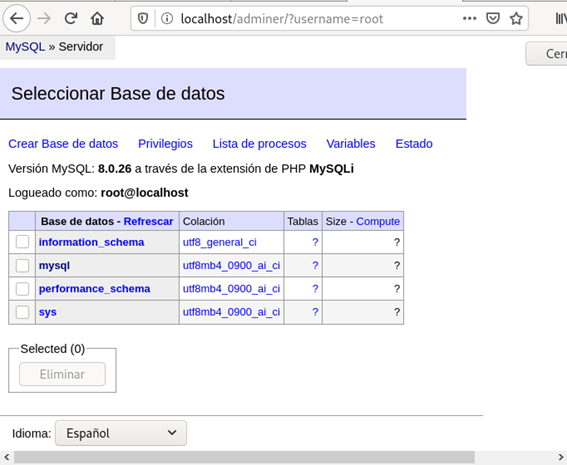 localhost/adminer/?username=root
MySQL » Servidor
Cerr
Seleccionar Base de datos
Crear Base de datos Privilegios Lista de procesos Variables Estado
Versión MySQL: 8.0.26 a través de la extensión de PHP MySQLi
Logueado como: root@localhost
Base de datos - Refrescar Colación Tablas Size - Compute
information_schema utf8_general_ci ? ?
mysql utf8mb4_0900_ai_ci ? ?
performance_schema utf8mb4_0900_ai_ci ? ?
sys utf8mb4_0900_ai_ci ? ?
Selected (0)
Eliminar
Idioma: Español